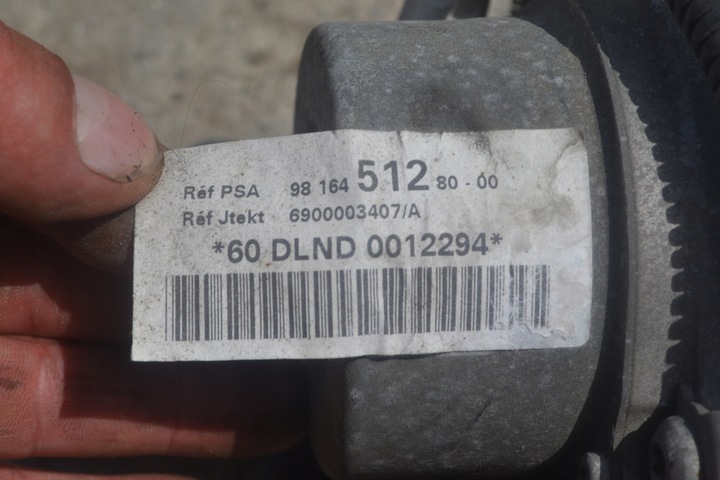 Réf PSA 98 164 512 80 - 00
Réf Jtekt 6900003407/A
*60 DLND 0012294*